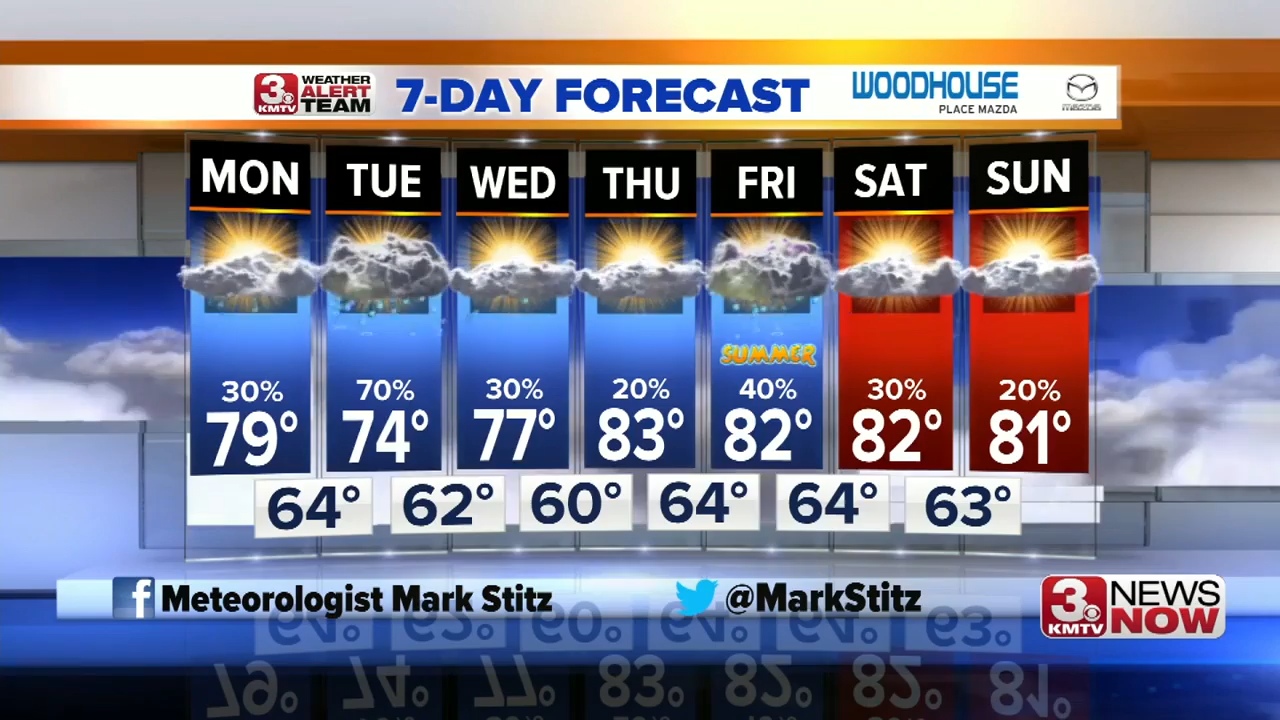 3 KMTV WEATHER ALERT TEAM 7-DAY FORECAST WOODHOUSE PLACE MAZDA mazda
MON TUE WED THU FRI SAT SUN
SUMMER
30% 70% 30% 20% 40% 30% 20%
79° 74° 77° 83° 82° 82° 81°
64° 62° 60° 64° 64° 63°
f Meteorologist Mark Stitz @MarkStitz 3 KMTV NEWS NOW